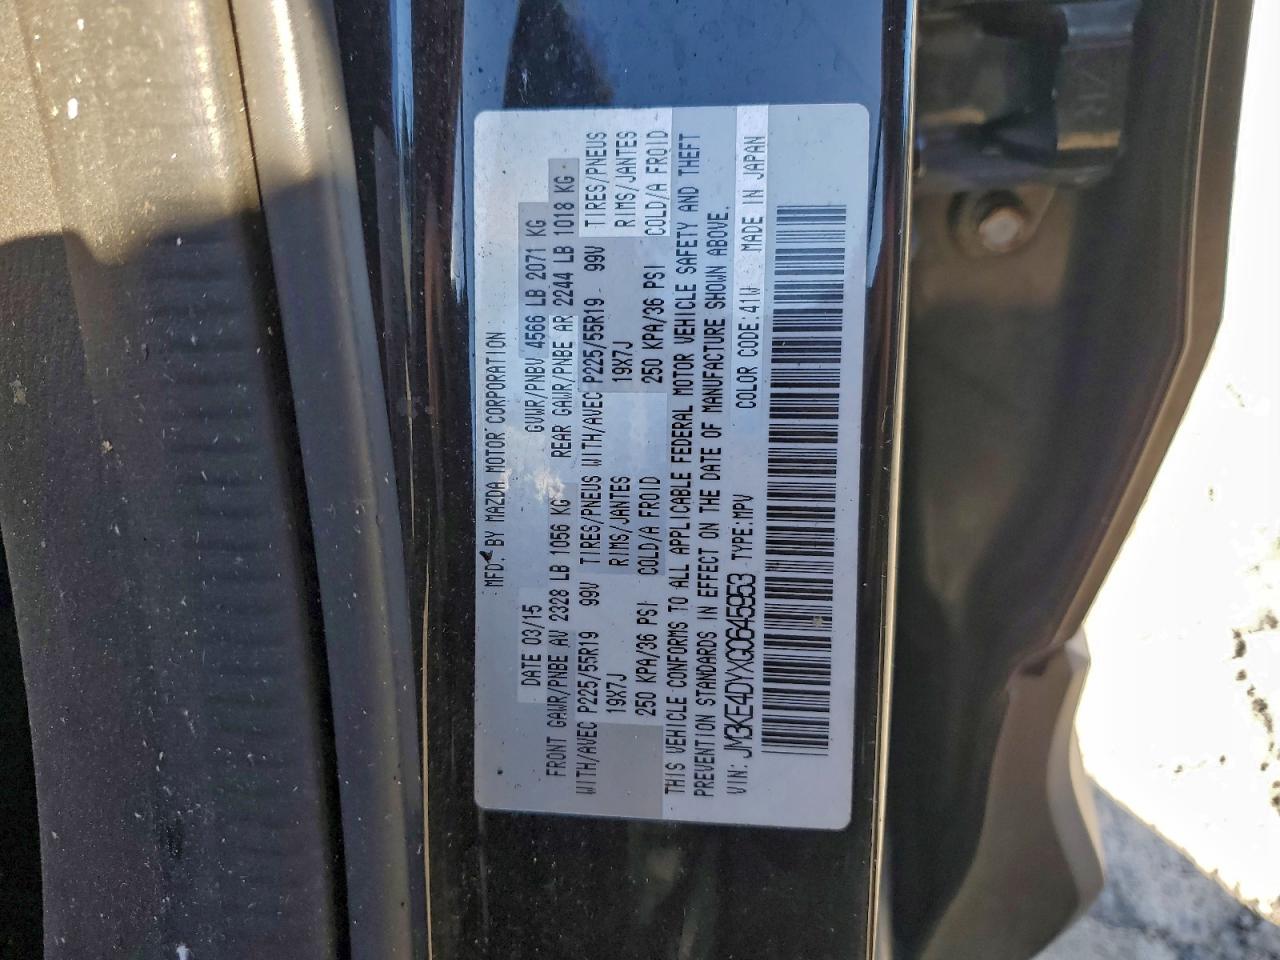 MFD. BY MAZDA MOTOR CORPORATION
DATE 03/15 GVWR/PNBV 4566 LB 2071 KG
FRONT GAWR/PNBE AV 2328 LB 1056 KG REAR GAWR/PNBE AR 2244 LB 1018 KG
WITH/AVEC P225/55R19 99V TIRES/PNEUS WITH/AVEC P225/55R19 99V TIRES/PNEUS
19X7J RIMS/JANTES 19X7J RIMS/JANTES
250 KPA/36 PSI COLD/A FROID 250 KPA/36 PSI COLD/A FROID
THIS VEHICLE CONFORMS TO ALL APPLICABLE FEDERAL MOTOR VEHICLE SAFETY AND THEFT
PREVENTION STANDARDS IN EFFECT ON THE DATE OF MANUFACTURE SHOWN ABOVE.
VIN: JM3KE4DYXG0645953 TYPE:MPV COLOR CODE:41W MADE IN JAPAN